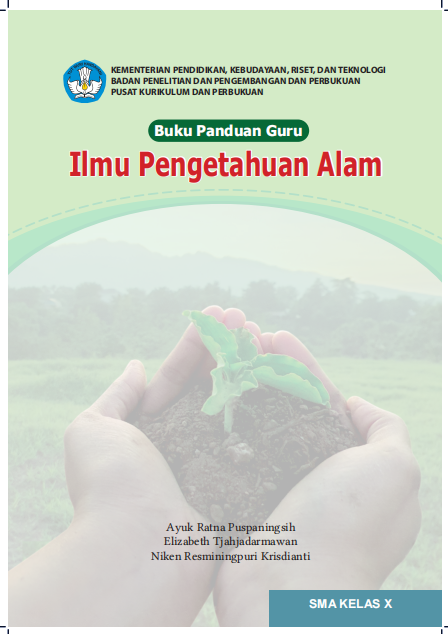 KEMENTERIAN PENDIDIKAN, KEBUDAYAAN, RISET, DAN TEKNOLOGI
BADAN PENELITIAN DAN PENGEMBANGAN DAN PERBUKUAN
PUSAT KURIKULUM DAN PERBUKUAN
Buku Panduan Guru
Ilmu Pengetahuan Alam
Ayuk Ratna Puspaningsih
Elizabeth Tjahjadarmawan
Niken Resminingpuri Krisdianti
SMA KELAS X